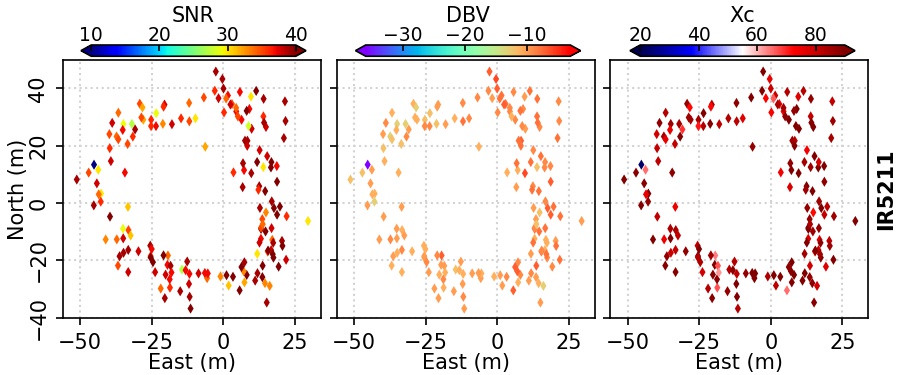 SNR DBV Xc
10 20 30 40 −30 −20 −10 20 40 60 80
40
20
0
−20
−40
North (m)
−50 −25 0 25 −50 −25 0 25 −50 −25 0 25
East (m) East (m) East (m)
IR5211